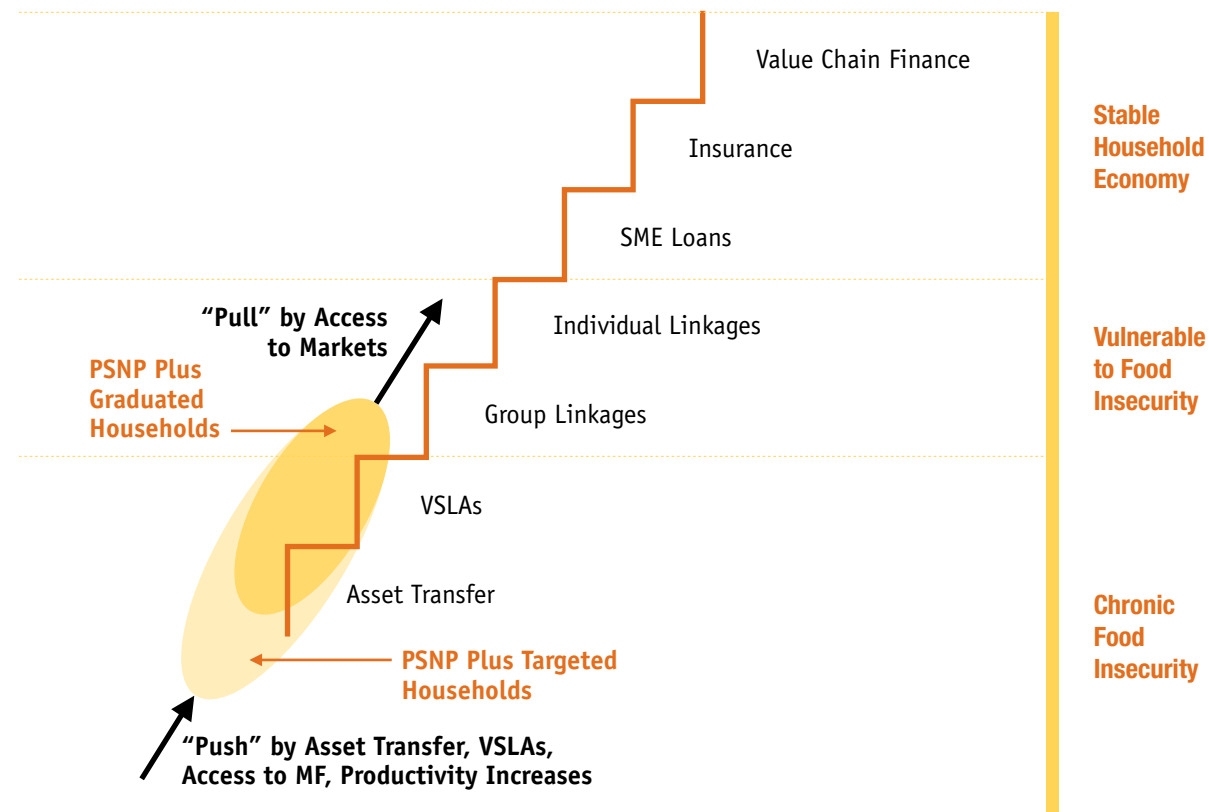 Value Chain Finance
Stable
Household
Economy
Insurance
SME Loans
“Pull” by Access
to Markets
Individual Linkages
Vulnerable
to Food
Insecurity
PSNP Plus
Graduated
Households
Group Linkages
VSLAs
Asset Transfer
Chronic
Food
Insecurity
PSNP Plus Targeted
Households
“Push” by Asset Transfer, VSLAs,
Access to MF, Productivity Increases